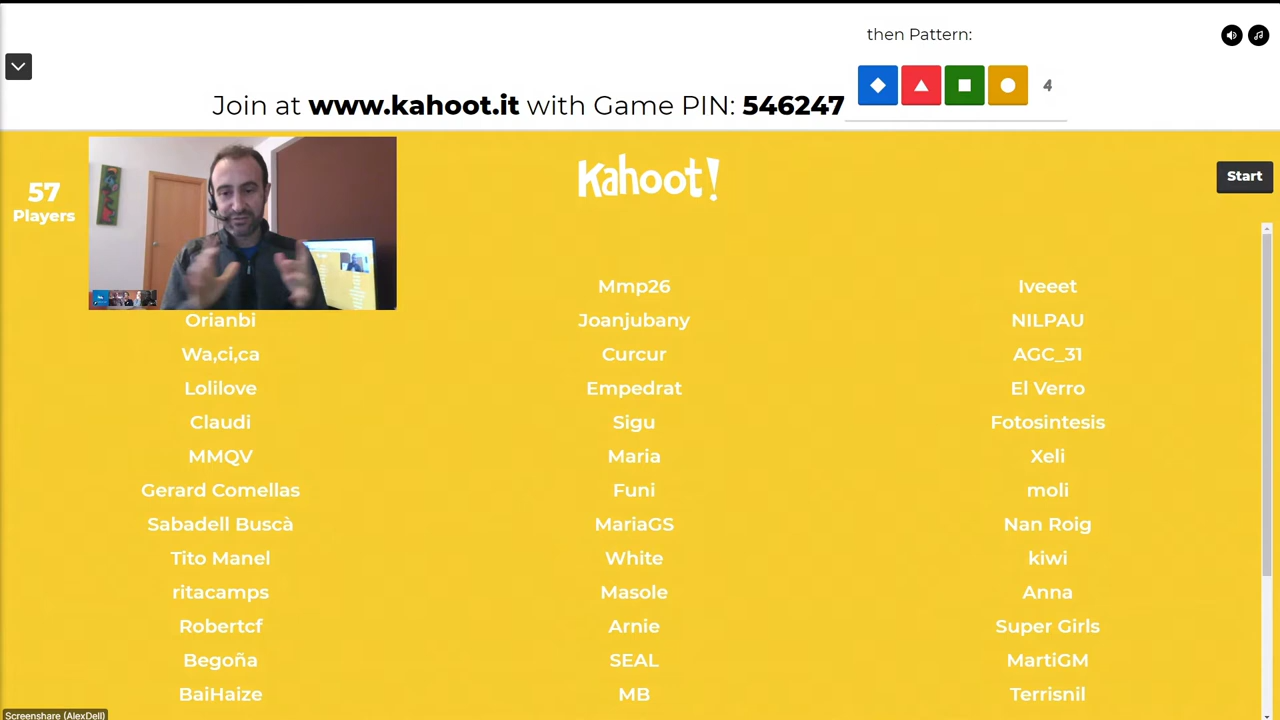 then Pattern:
Join at www.kahoot.it with Game PIN: 546247
4
57
Players
Kahoot!
Start
Mmp26
Iveeet
Orianbi
Joanjubany
NILPAU
Wa,ci,ca
Curcur
AGC_31
Lolilove
Empedrat
El Verro
Claudi
Sigu
Fotosintesis
MMQV
Maria
Xeli
Gerard Comellas
Funi
moli
Sabadell Buscà
MariaGS
Nan Roig
Tito Manel
White
kiwi
ritacamps
Masole
Anna
Robertcf
Arnie
Super Girls
Begoña
SEAL
MartiGM
BaiHaize
MB
Terrisnil
Screenshare (AlexDell)